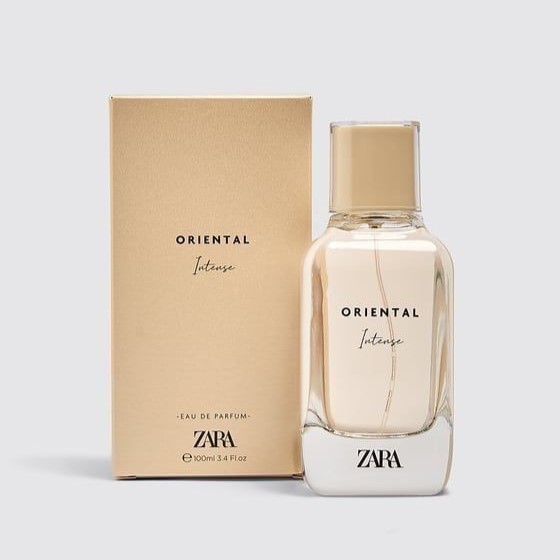 ORIENTAL
Intense
-EAU DE PARFUM-
ZARA
℮100ml 3.4 Fl.oz
ORIENTAL
Intense
ZARA